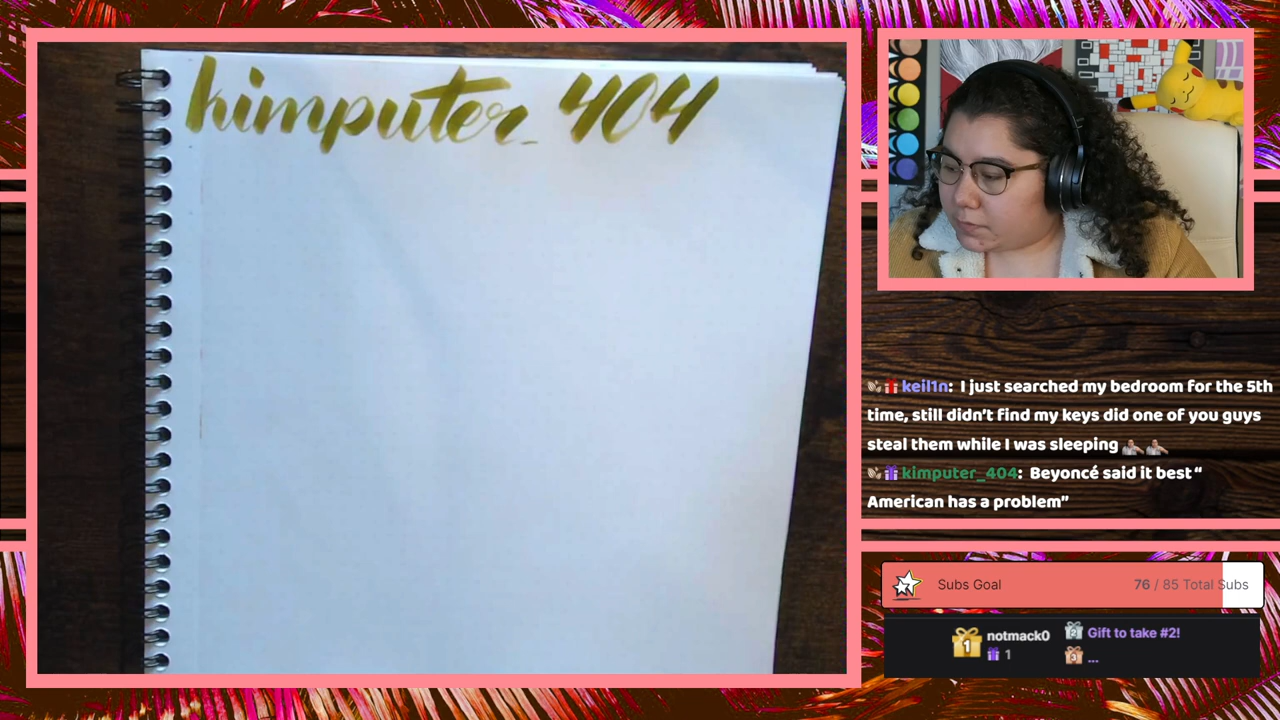 kimputer_404
keil1n: I just searched my bedroom for the 5th
time, still didn't find my keys did one of you guys
steal them while I was sleeping
kimputer_404: Beyoncé said it best “
American has a problem”
Subs Goal
76 / 85 Total Subs
1
notmack0
1
2
Gift to take #2!
3
...